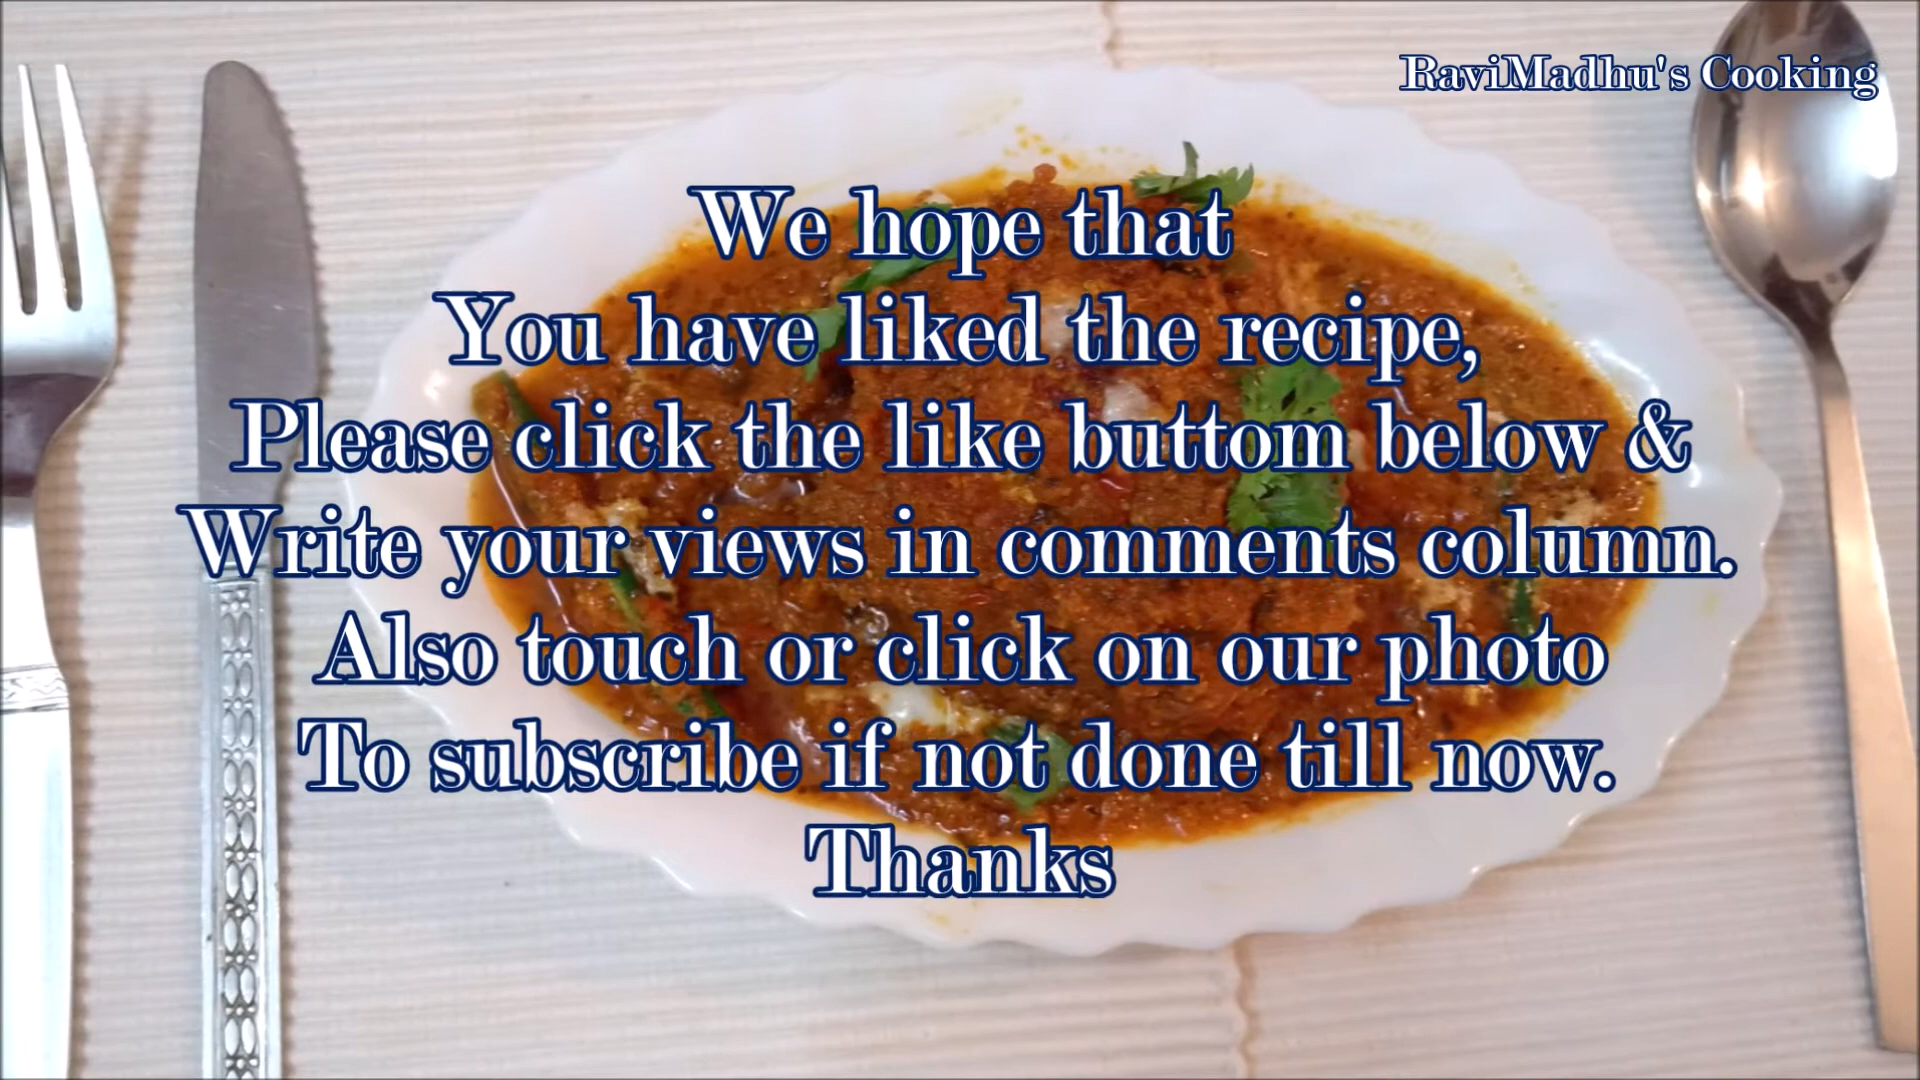 RaviMadhu's Cooking
We hope that
You have liked the recipe,
Please click the like buttom below &
Write your views in comments column.
Also touch or click on our photo
To subscribe if not done till now.
Thanks